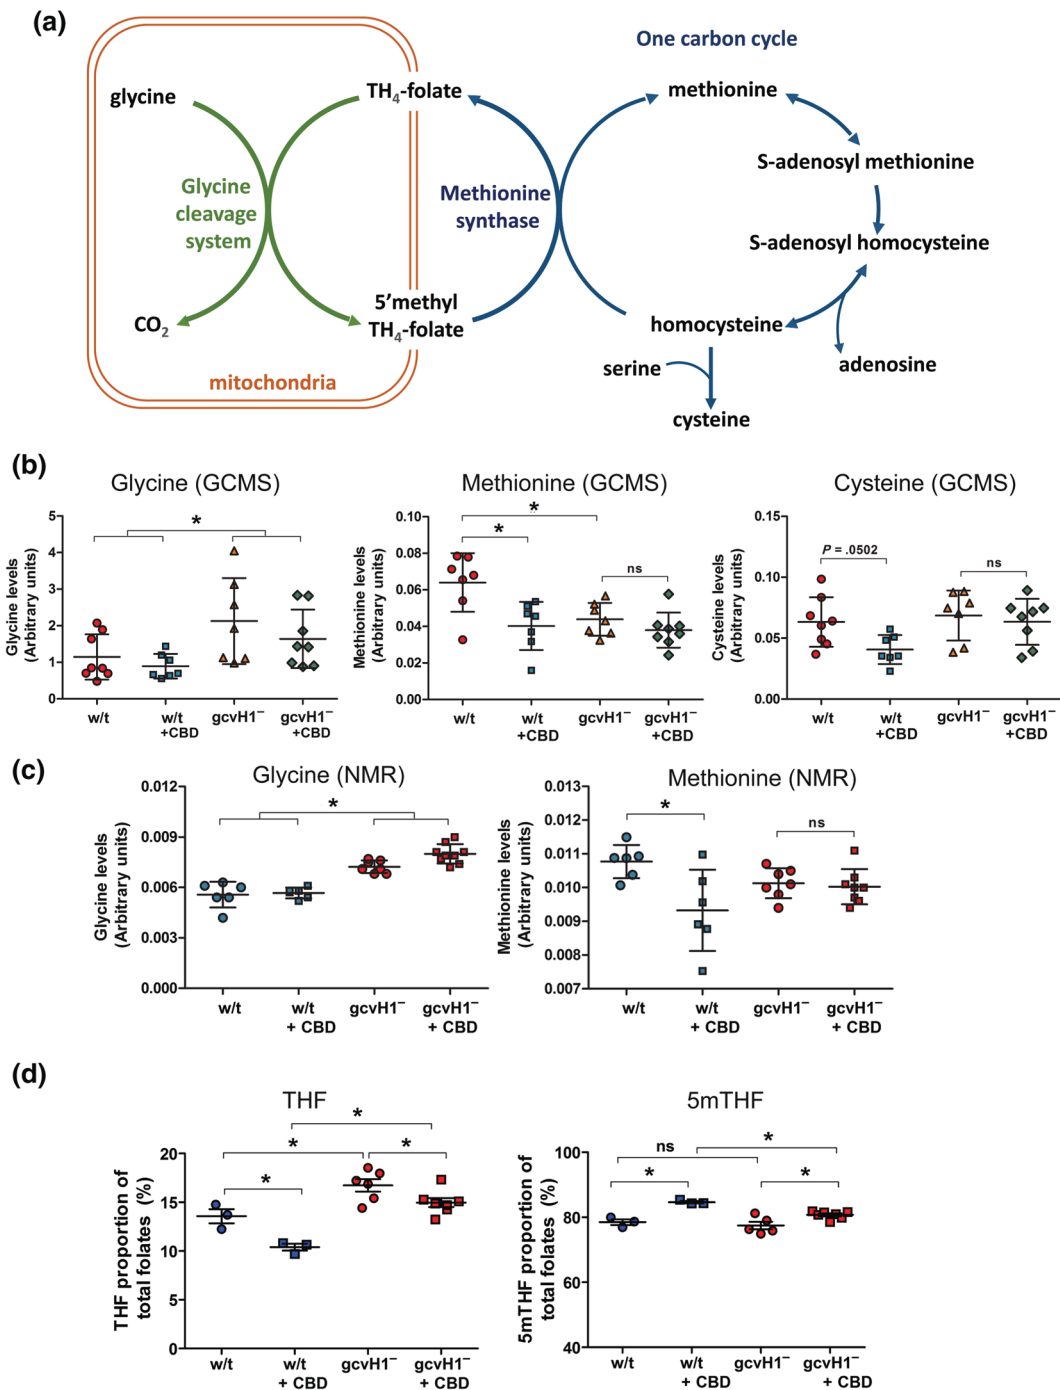 (a)
One carbon cycle
glycine
TH4-folate
methionine
S-adenosyl methionine
Glycine
cleavage
system
Methionine
synthase
S-adenosyl homocysteine
CO2
5’methyl
TH4-folate
homocysteine
mitochondria
serine
adenosine
cysteine
(b)
Glycine (GCMS)
Glycine levels
(Arbitrary units)
5
4
3
2
1
0
*
w/t
w/t
+CBD
gcvH1–
gcvH1–
+CBD
Methionine (GCMS)
Methionine levels
(Arbitrary units)
0.10
0.08
0.06
0.04
0.02
0.00
*
*
ns
w/t
w/t
+CBD
gcvH1–
gcvH1–
+CBD
Cysteine (GCMS)
Cysteine levels
(Arbitrary units)
0.15
0.10
0.05
0.00
P = .0502
ns
w/t
w/t
+CBD
gcvH1–
gcvH1–
+CBD
(c)
Glycine (NMR)
Glycine levels
(Arbitrary units)
0.012
0.009
0.006
0.003
0.000
*
w/t
w/t
+ CBD
gcvH1–
gcvH1–
+ CBD
Methionine (NMR)
Methionine levels
(Arbitrary units)
0.013
0.012
0.011
0.010
0.009
0.008
0.007
*
ns
w/t
w/t
+ CBD
gcvH1–
gcvH1–
+ CBD
(d)
THF
THF proportion of
total folates (%)
20
15
10
5
0
*
*
*
*
w/t
w/t
+ CBD
gcvH1–
gcvH1–
+ CBD
5mTHF
5mTHF proportion of
total folates (%)
100
80
60
40
ns
*
*
*
w/t
w/t
+ CBD
gcvH1–
gcvH1–
+ CBD